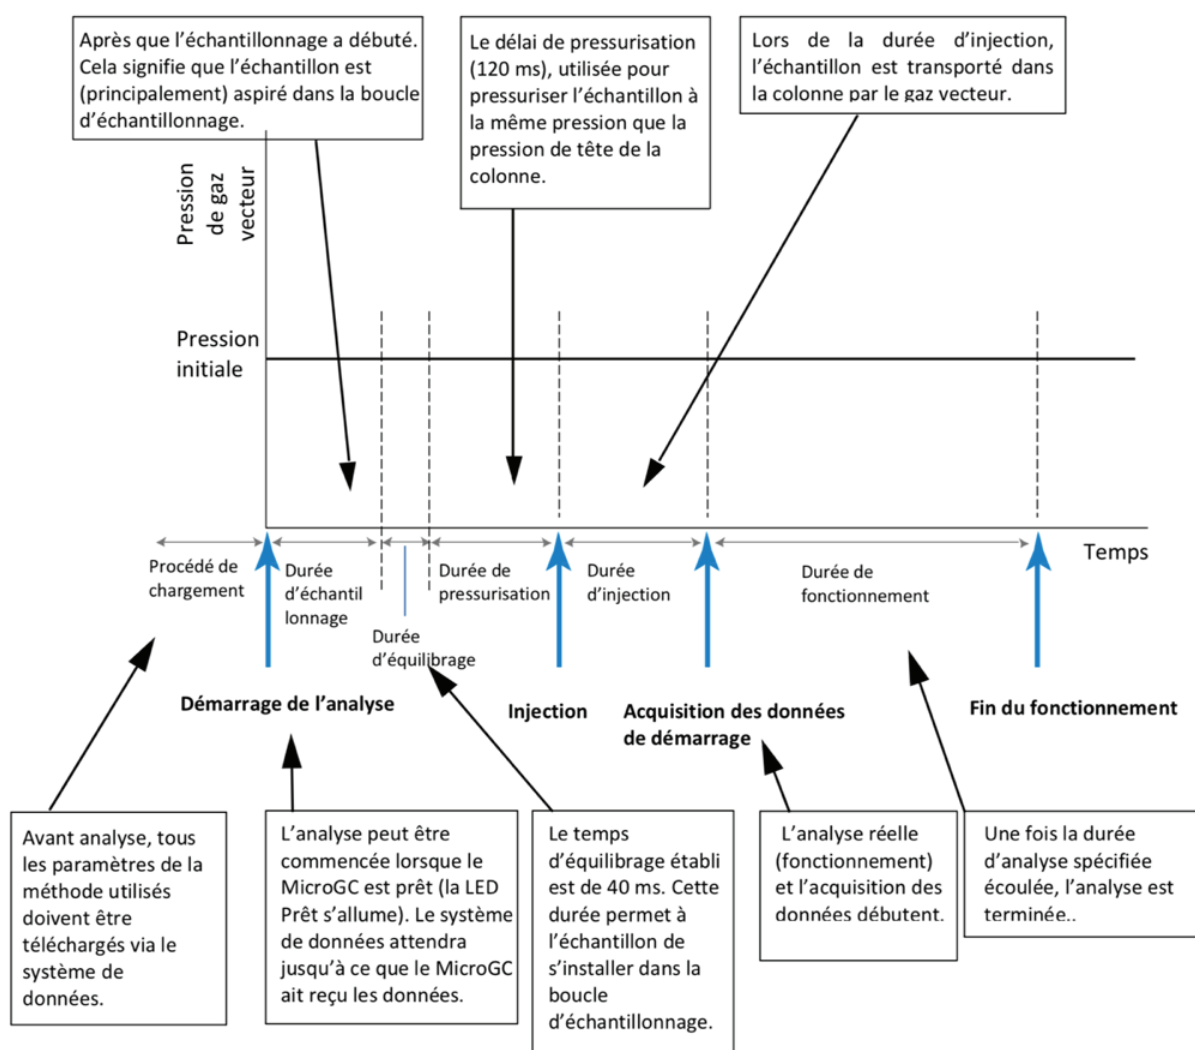 Après que l'échantillonnage a débuté.
Cela signifie que l'échantillon est
(principalement) aspiré dans la boucle
d'échantillonnage.
Le délai de pressurisation
(120 ms), utilisée pour
pressuriser l'échantillon à
la même pression que la
pression de tête de la
colonne.
Lors de la durée d'injection,
l'échantillon est transporté dans
la colonne par le gaz vecteur.
Pression
de gaz
vecteur
Pression
initiale
Temps
Procédé de
chargement
Durée
d'échantil
lonnage
Durée
d'équilibrage
Durée de
pressurisation
Durée
d'injection
Durée de
fonctionnement
Démarrage de l'analyse
Injection
Acquisition des données
de démarrage
Fin du fonctionnement
Avant analyse, tous
les paramètres de la
méthode utilisés
doivent être
téléchargés via le
système de
données.
L'analyse peut être
commencée lorsque le
MicroGC est prêt (la LED
Prêt s'allume). Le système
de données attendra
jusqu'à ce que le MicroGC
ait reçu les données.
Le temps
d'équilibrage établi
est de 40 ms. Cette
durée permet à
l'échantillon de
s'installer dans la
boucle
d'échantillonnage.
L'analyse réelle
(fonctionnement)
et l'acquisition des
données débutent.
Une fois la durée
d'analyse spécifiée
écoulée, l'analyse est
terminée..